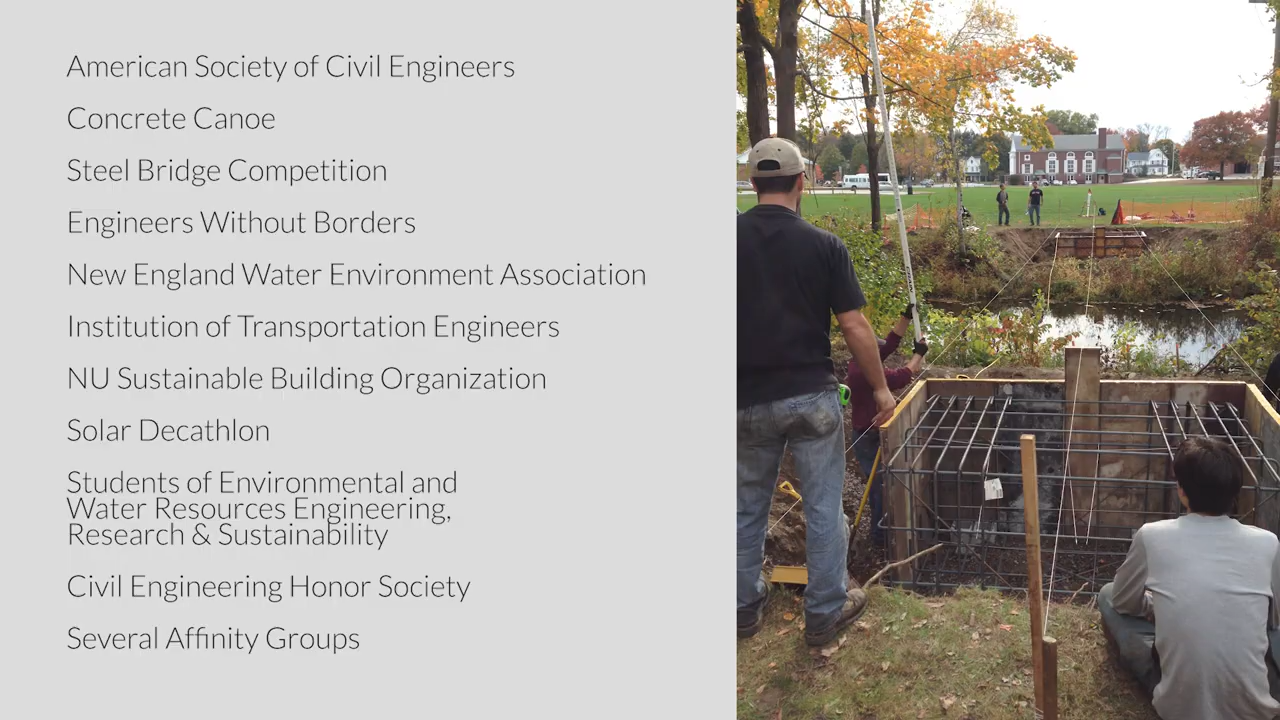 American Society of Civil Engineers
Concrete Canoe
Steel Bridge Competition
Engineers Without Borders
New England Water Environment Association
Institution of Transportation Engineers
NU Sustainable Building Organization
Solar Decathlon
Students of Environmental and
Water Resources Engineering,
Research & Sustainability
Civil Engineering Honor Society
Several Affinity Groups